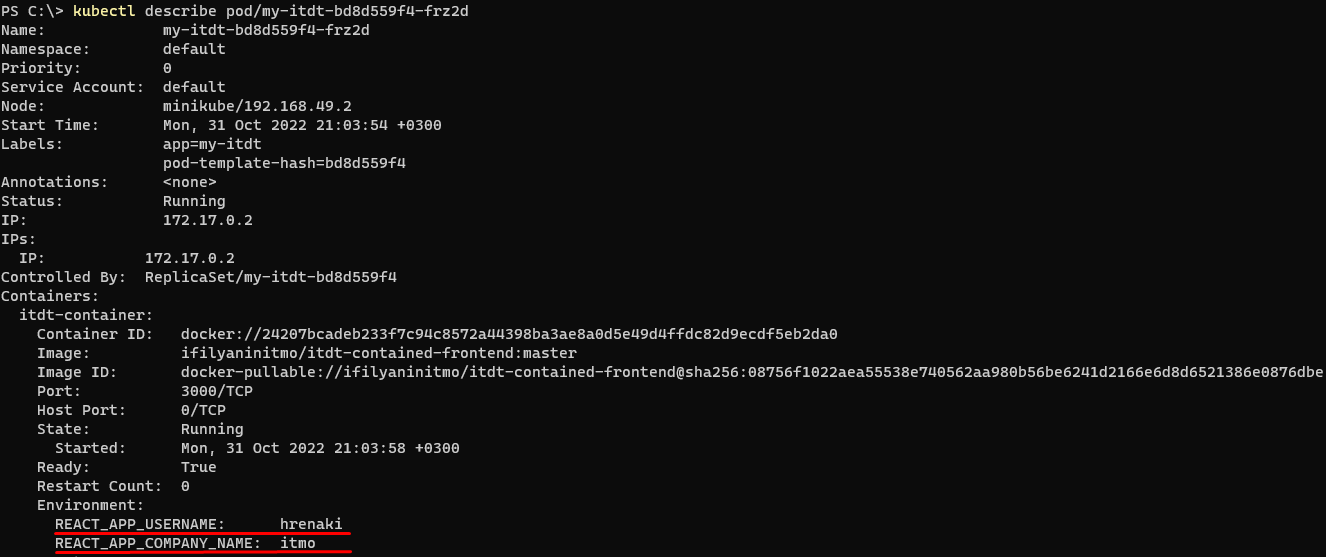 PS C:\> kubectl describe pod/my-itdt-bd8d559f4-frz2d
Name:             my-itdt-bd8d559f4-frz2d
Namespace:        default
Priority:         0
Service Account:  default
Node:             minikube/192.168.49.2
Start Time:       Mon, 31 Oct 2022 21:03:54 +0300
Labels:           app=my-itdt
                  pod-template-hash=bd8d559f4
Annotations:      <none>
Status:           Running
IP:               172.17.0.2
IPs:
  IP:           172.17.0.2
Controlled By:  ReplicaSet/my-itdt-bd8d559f4
Containers:
  itdt-container:
    Container ID:   docker://24207bcadeb233f7c94c8572a44398ba3ae8a0d5e49d4ffdc82d9ecdf5eb2da0
    Image:          ifilyaninitmo/itdt-contained-frontend:master
    Image ID:       docker-pullable://ifilyaninitmo/itdt-contained-frontend@sha256:08756f1022aea55538e740562aa980b56be6241d2166e6d8d6521386e0876dbe
    Port:           3000/TCP
    Host Port:      0/TCP
    State:          Running
      Started:      Mon, 31 Oct 2022 21:03:58 +0300
    Ready:          True
    Restart Count:  0
    Environment:
      REACT_APP_USERNAME:      hrenaki
      REACT_APP_COMPANY_NAME:  itmo